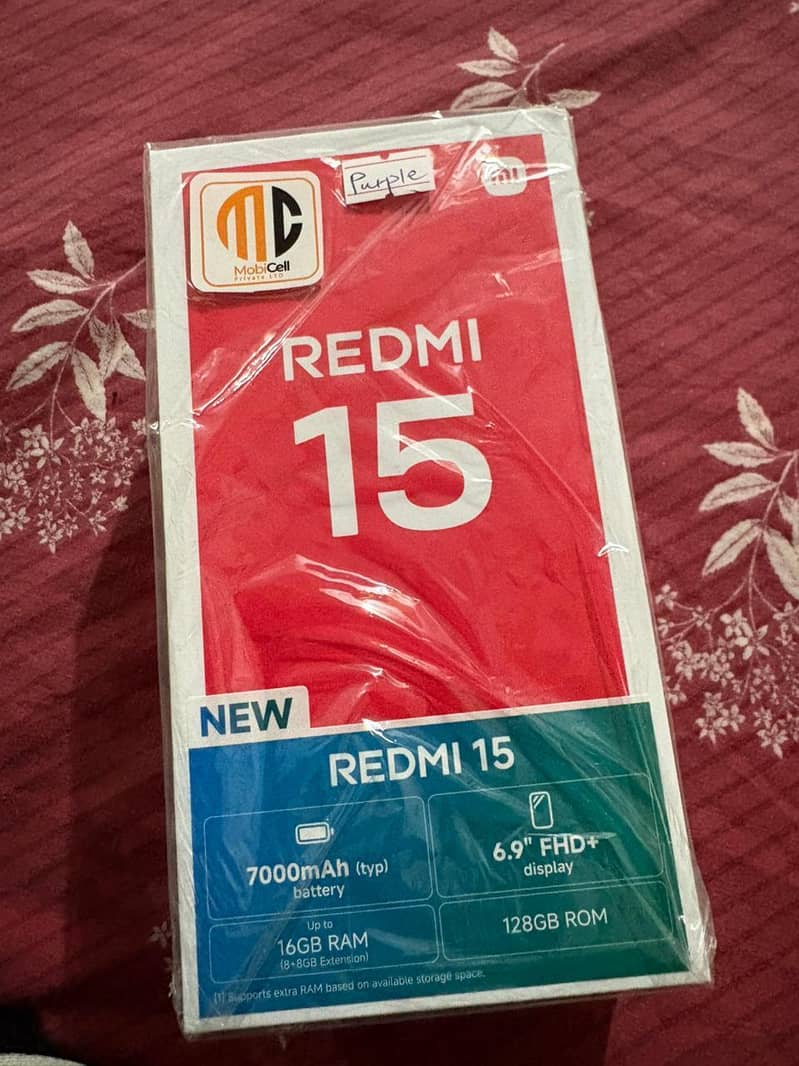 MC
MobiCell
Private LTD
Purple
mi
REDMI
15
NEW
REDMI 15
7000mAh (typ)
battery
6.9" FHD+
display
Up to
16GB RAM
(8+8GB Extension)
128GB ROM
[1] Supports extra RAM based on available storage space.